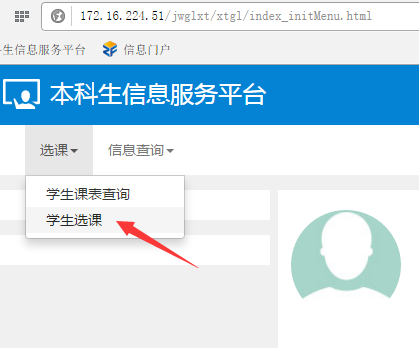 172.16.224.51/jwglxt/xtgl/index_initMenu.html
生信息服务平台 信息门户
本科生信息服务平台
选课 信息查询
学生课表查询
学生选课